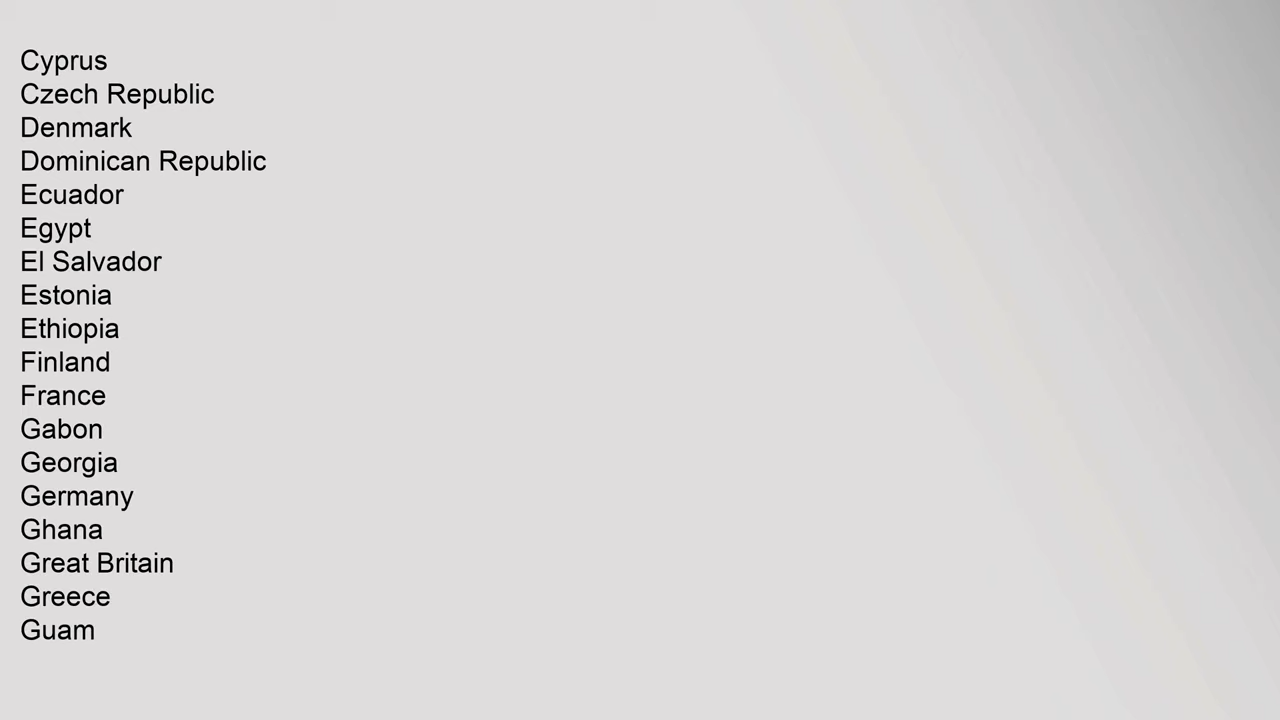 Cyprus
Czech Republic
Denmark
Dominican Republic
Ecuador
Egypt
El Salvador
Estonia
Ethiopia
Finland
France
Gabon
Georgia
Germany
Ghana
Great Britain
Greece
Guam